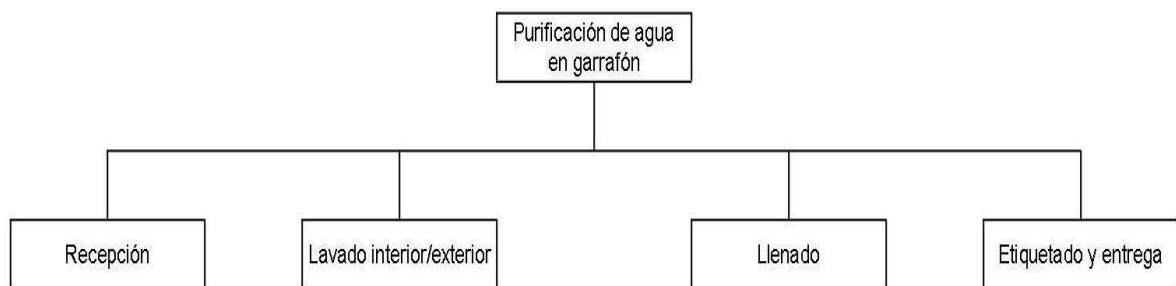 Purificación de agua
en garrafón
Recepción
Lavado interior/exterior
Llenado
Etiquetado y entrega